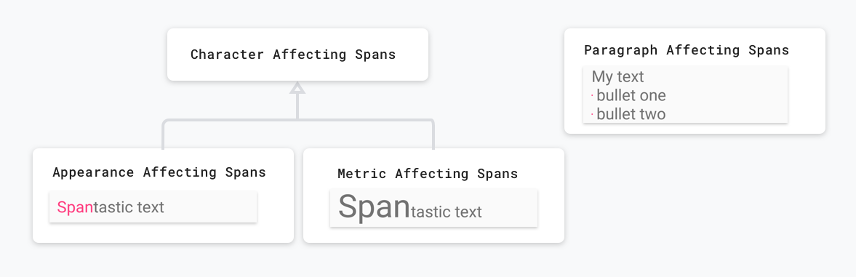 Character Affecting Spans
Paragraph Affecting Spans
My text
· bullet one
· bullet two
Appearance Affecting Spans
Spantastic text
Metric Affecting Spans
Spantastic text